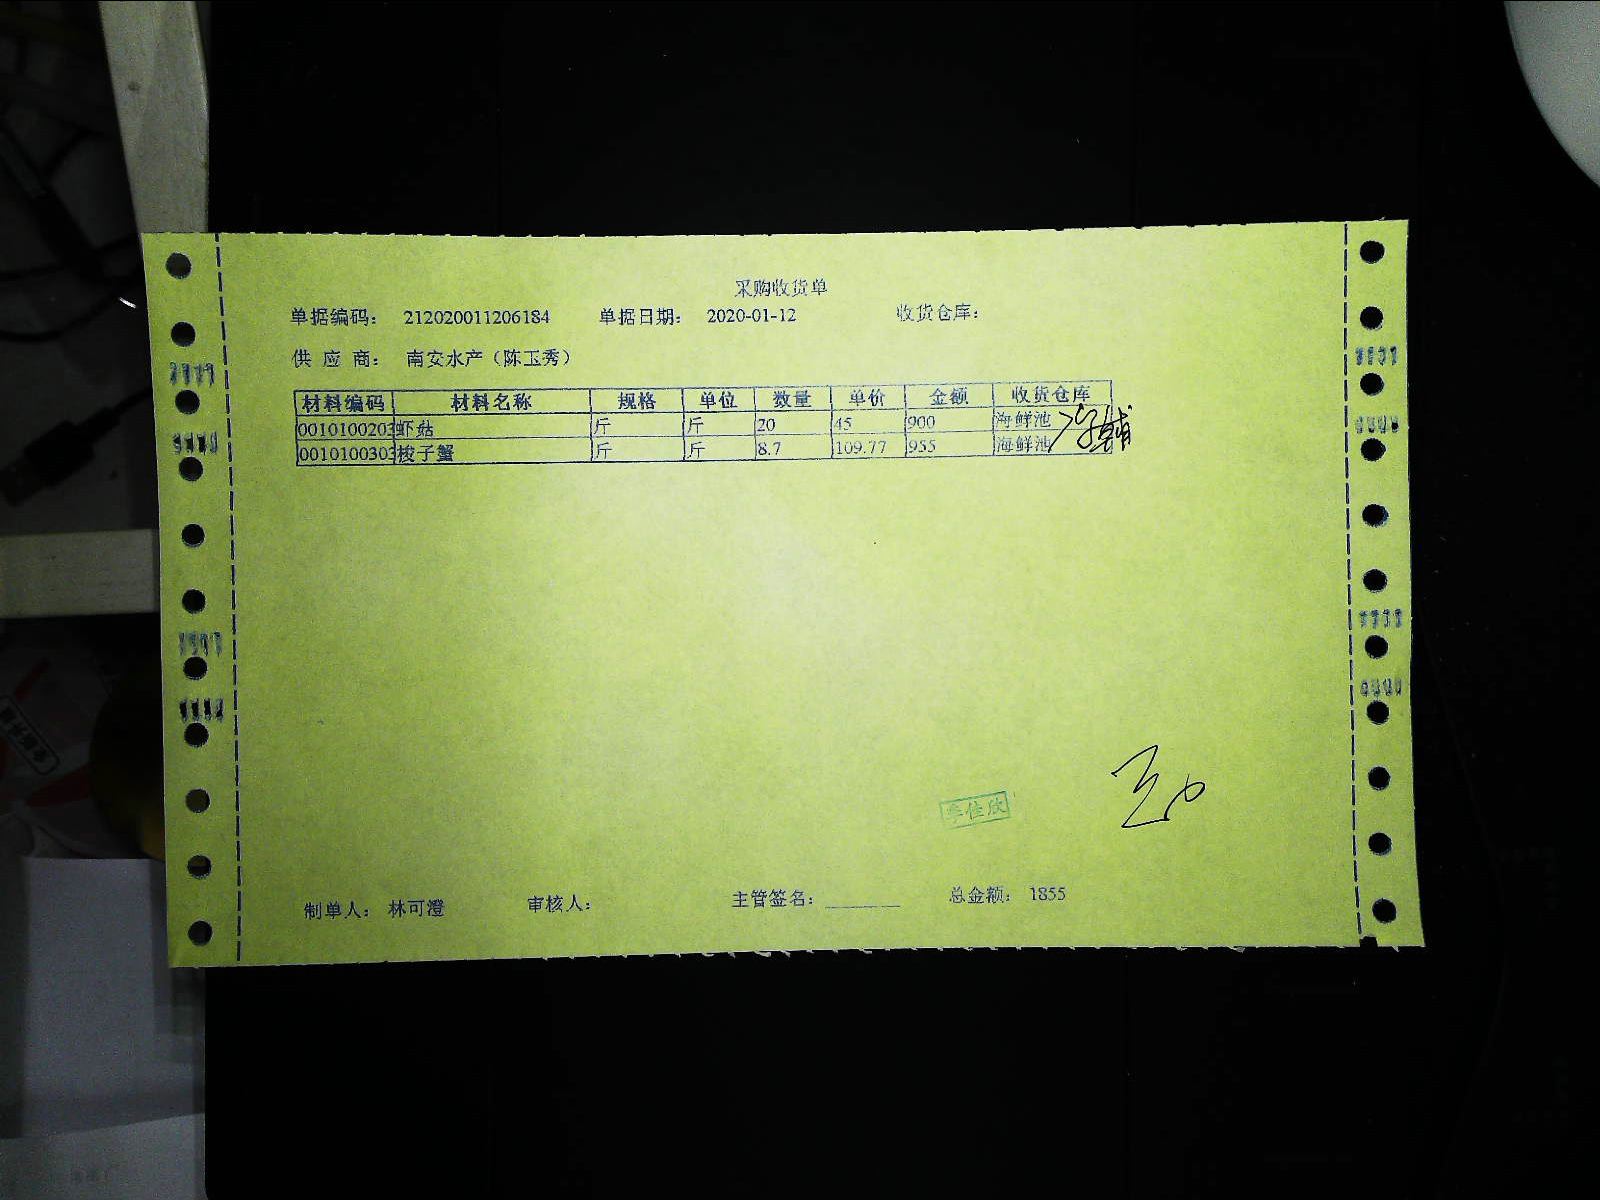 采购收货单
单据编码： 212020011206184 单据日期： 2020-01-12 收货仓库：
供 应 商： 南安水产（陈玉秀）
材料编码 材料名称 规格 单位 数量 单价 金额 收货仓库
0010100203 虾菇 斤 斤 20 45 900 海鲜池
0010100303 梭子蟹 斤 斤 8.7 109.77 955 海鲜池
李佳欣
制单人： 林可澄 审核人： 主管签名： 总金额： 1855